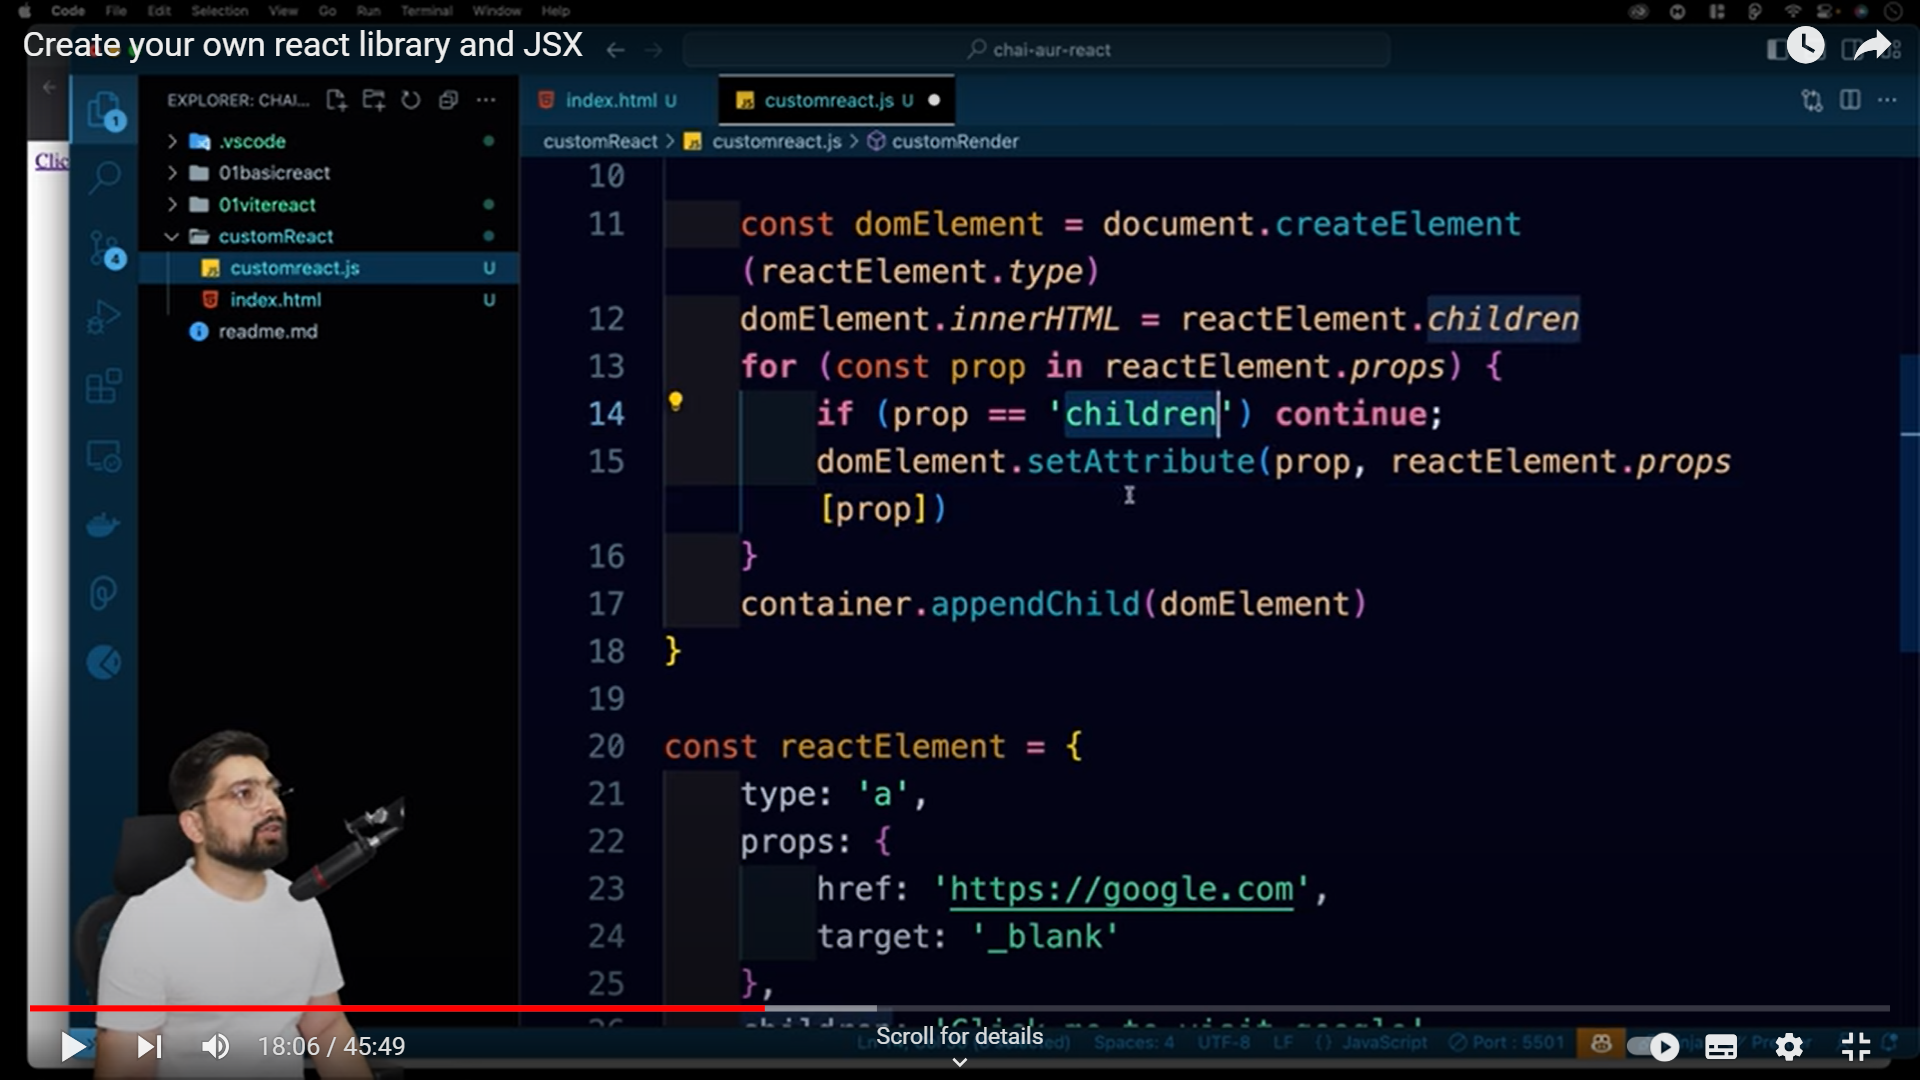 Code File Edit Selection View Go Run Terminal Window Help
Create your own react library and JSX
chai-aur-react
EXPLORER: CHAI...
index.html U
customreact.js U
1
.vscode
customReact > customreact.js > customRender
Clic
01basicreact
01vitereact
customReact
4
customreact.js U
index.html U
readme.md
10
11 const domElement = document.createElement
(reactElement.type)
12 domElement.innerHTML = reactElement.children
13 for (const prop in reactElement.props) {
14 if (prop == 'children') continue;
15 domElement.setAttribute(prop, reactElement.props
[prop])
16 }
17 container.appendChild(domElement)
18 }
19
20 const reactElement = {
21 type: 'a',
22 props: {
23 href: 'https://google.com',
24 target: '_blank'
25 },
18:06 / 45:49
Scroll for details
Spaces: 4 UTF-8 LF {} JavaScript Port : 5501